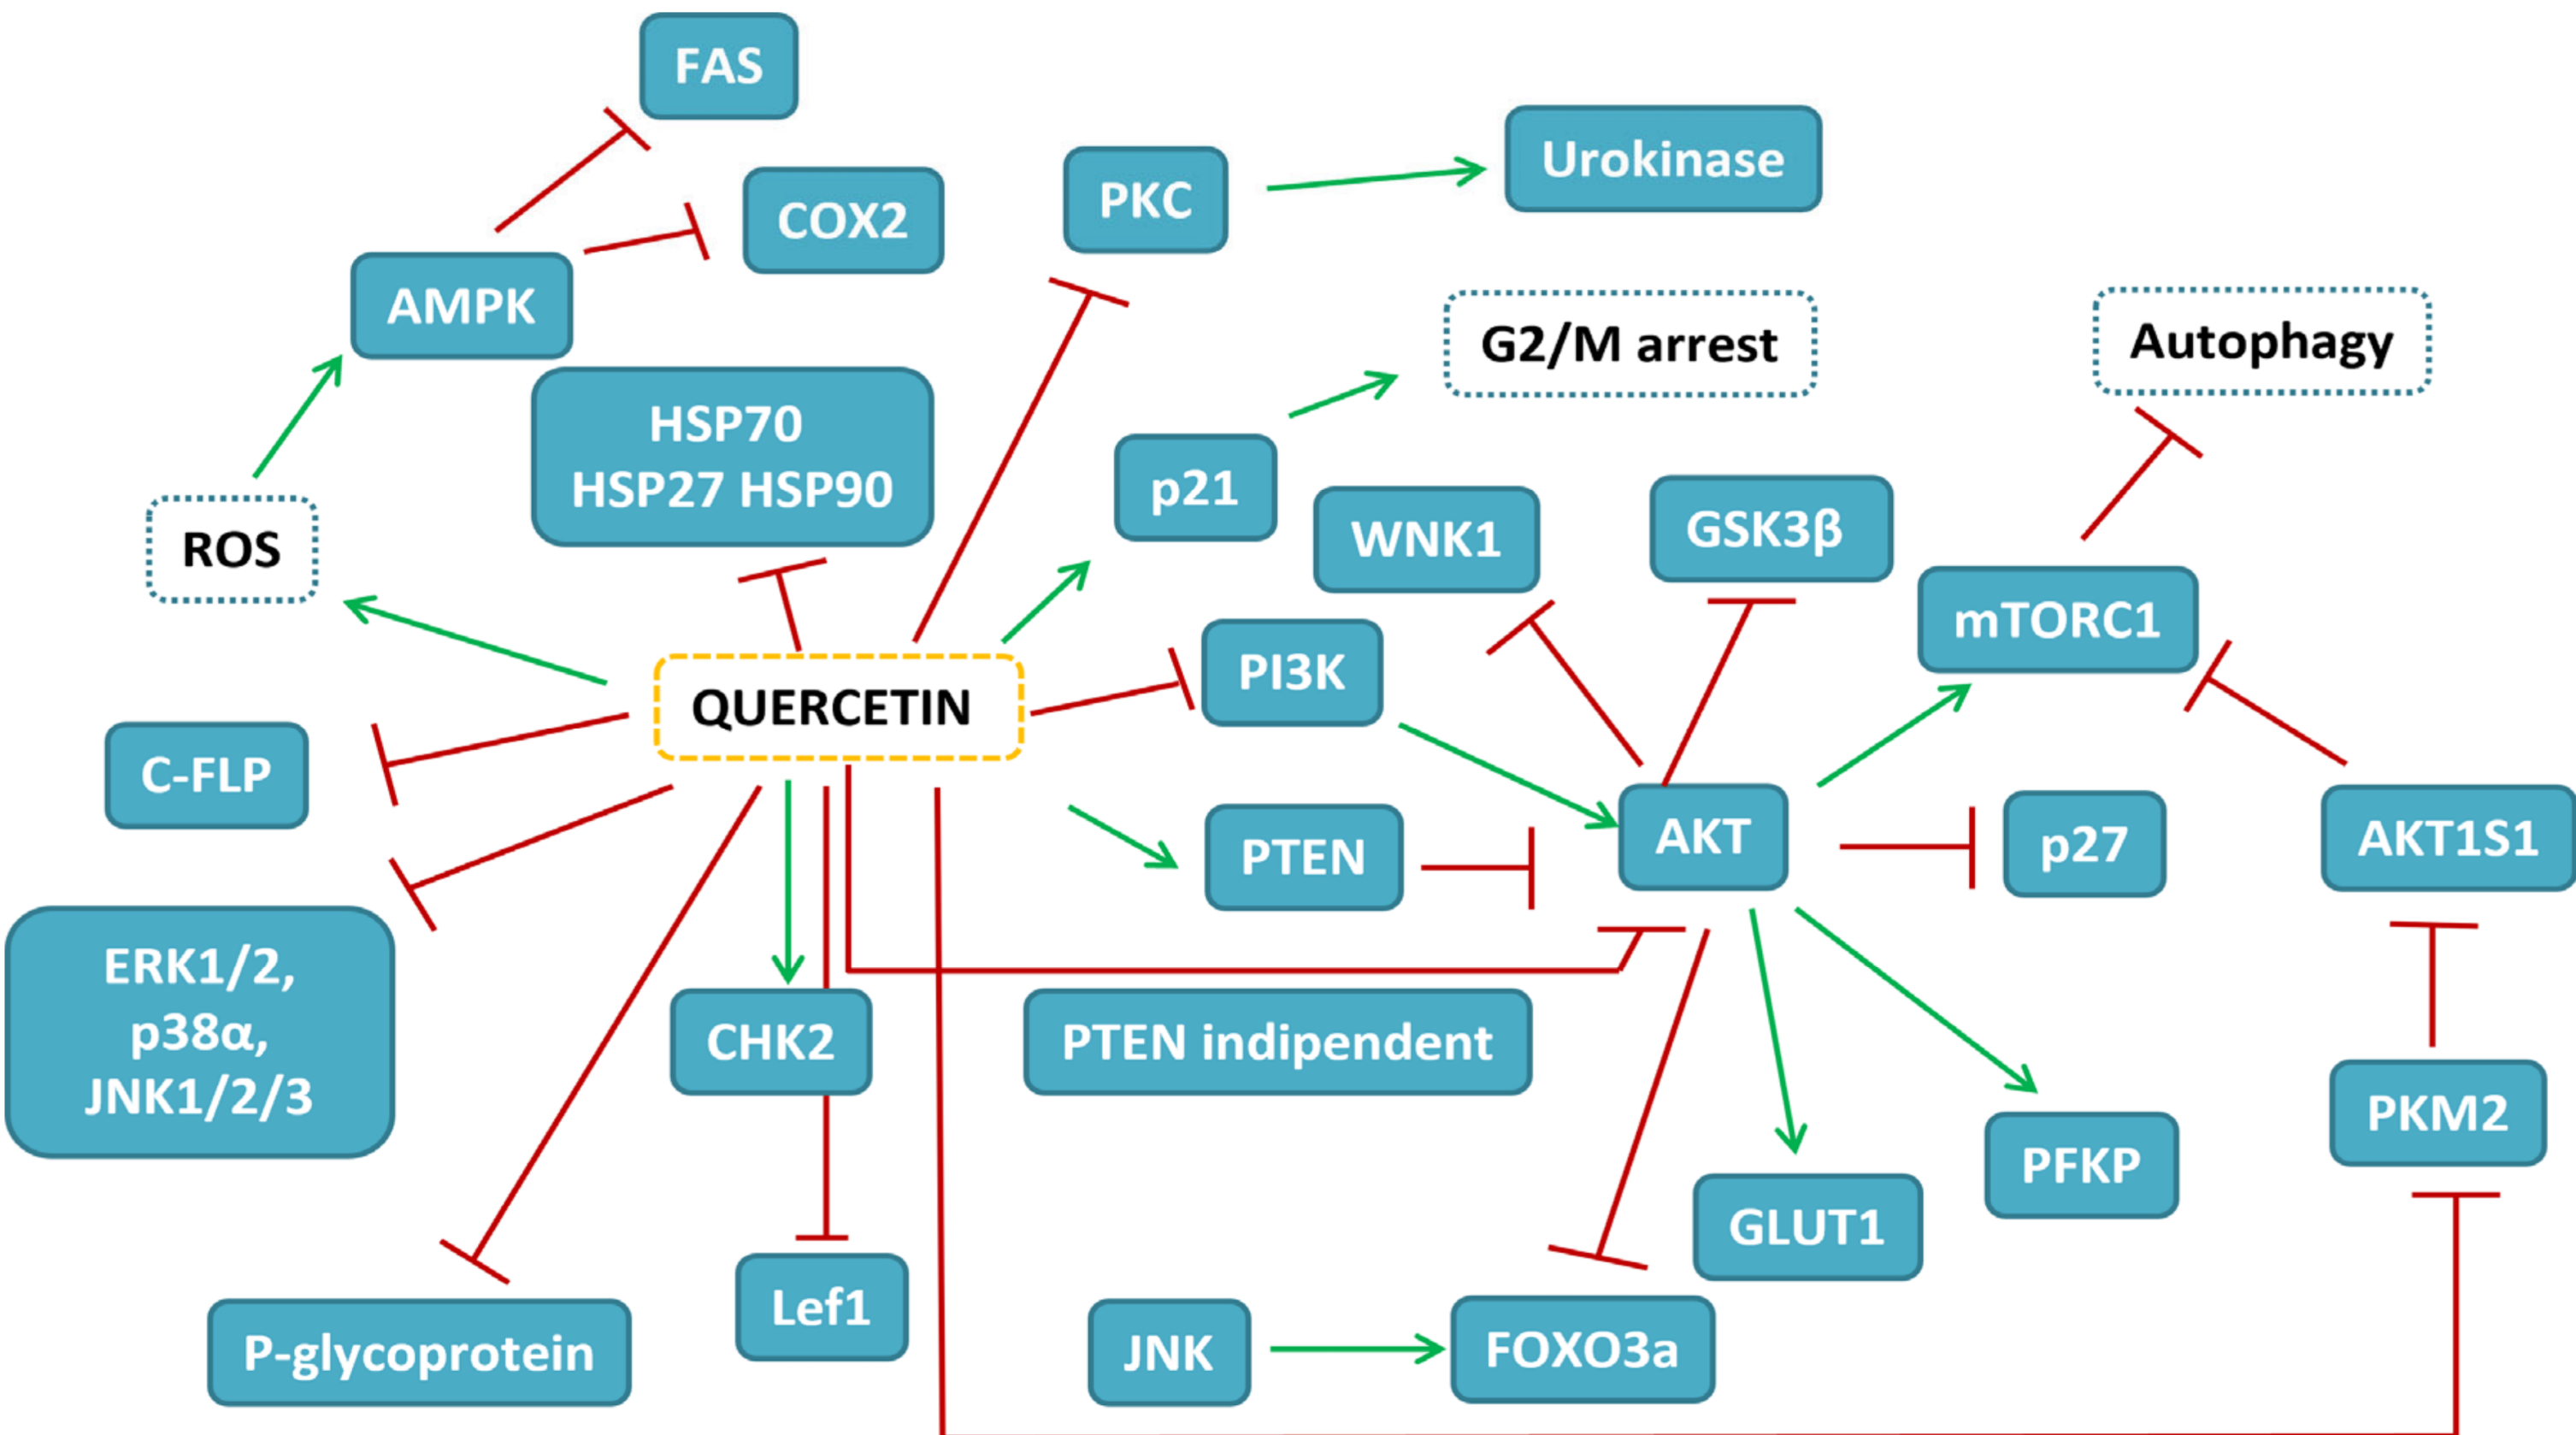 FAS
COX2
PKC
Urokinase
AMPK
G2/M arrest
Autophagy
HSP70
HSP27 HSP90
p21
WNK1
GSK3β
ROS
mTORC1
QUERCETIN
PI3K
C-FLP
PTEN
AKT
p27
AKT1S1
ERK1/2,
p38α,
JNK1/2/3
CHK2
PTEN indipendent
PKM2
PFKP
GLUT1
P-glycoprotein
Lef1
JNK
FOXO3a